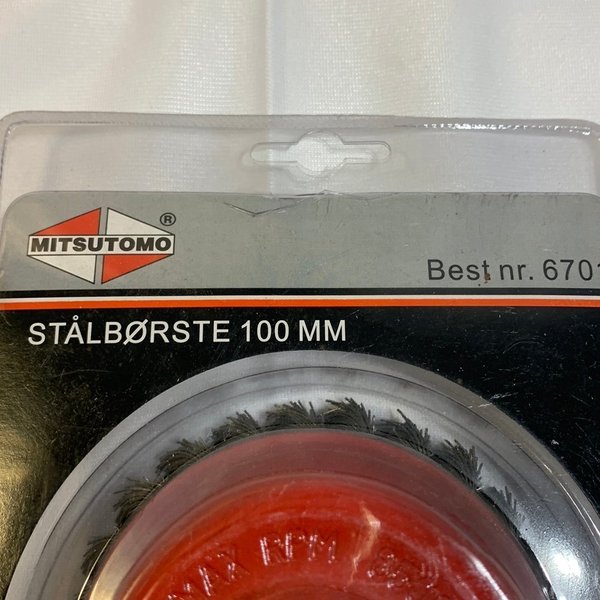 MITSUTOMO ®
Best nr. 6701
STÅLBØRSTE 100 MM
MAX RPM